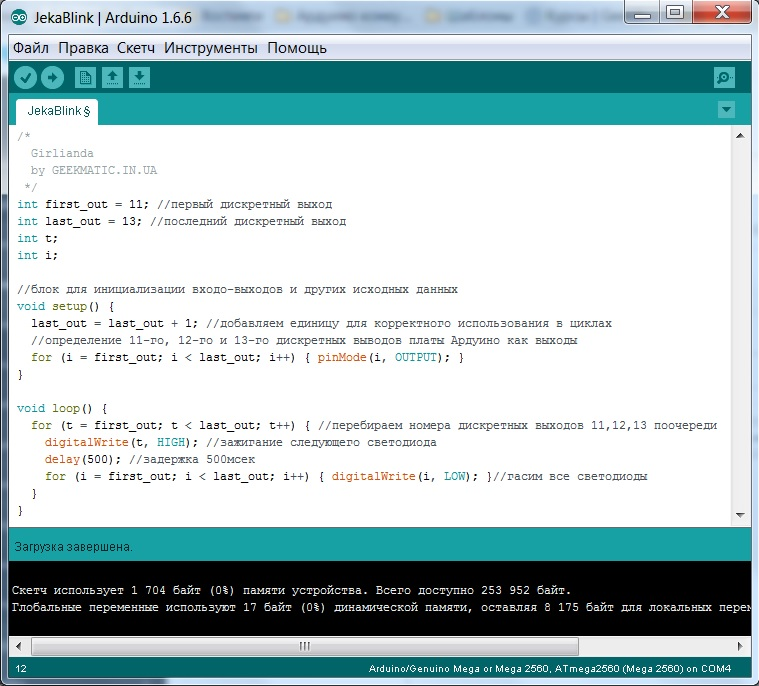 JekaBlink | Arduino 1.6.6
Файл Правка Скетч Инструменты Помощь
JekaBlink §
/*
  Girlianda
  by GEEKMATIC.IN.UA
 */
int first_out = 11; //первый дискретный выход
int last_out = 13; //последний дискретный выход
int t;
int i;
//блок для инициализации входо-выходов и других исходных данных
void setup() {
  last_out = last_out + 1; //добавляем единицу для корректного использования в циклах
  //определение 11-го, 12-го и 13-го дискретных выводов платы Ардуино как выходы
  for (i = first_out; i < last_out; i++) { pinMode(i, OUTPUT); }
}
void loop() {
  for (t = first_out; t < last_out; t++) { //перебираем номера дискретных выходов 11,12,13 поочереди
    digitalWrite(t, HIGH); //зажигание следующего светодиода
    delay(500); //задержка 500мсек
    for (i = first_out; i < last_out; i++) { digitalWrite(i, LOW); }//гасим все светодиоды
  }
}
Загрузка завершена.
Скетч использует 1 704 байт (0%) памяти устройства. Всего доступно 253 952 байт.
Глобальные переменные используют 17 байт (0%) динамической памяти, оставляя 8 175 байт для локальных
12 Arduino/Genuino Mega or Mega 2560, ATmega2560 (Mega 2560) on COM4